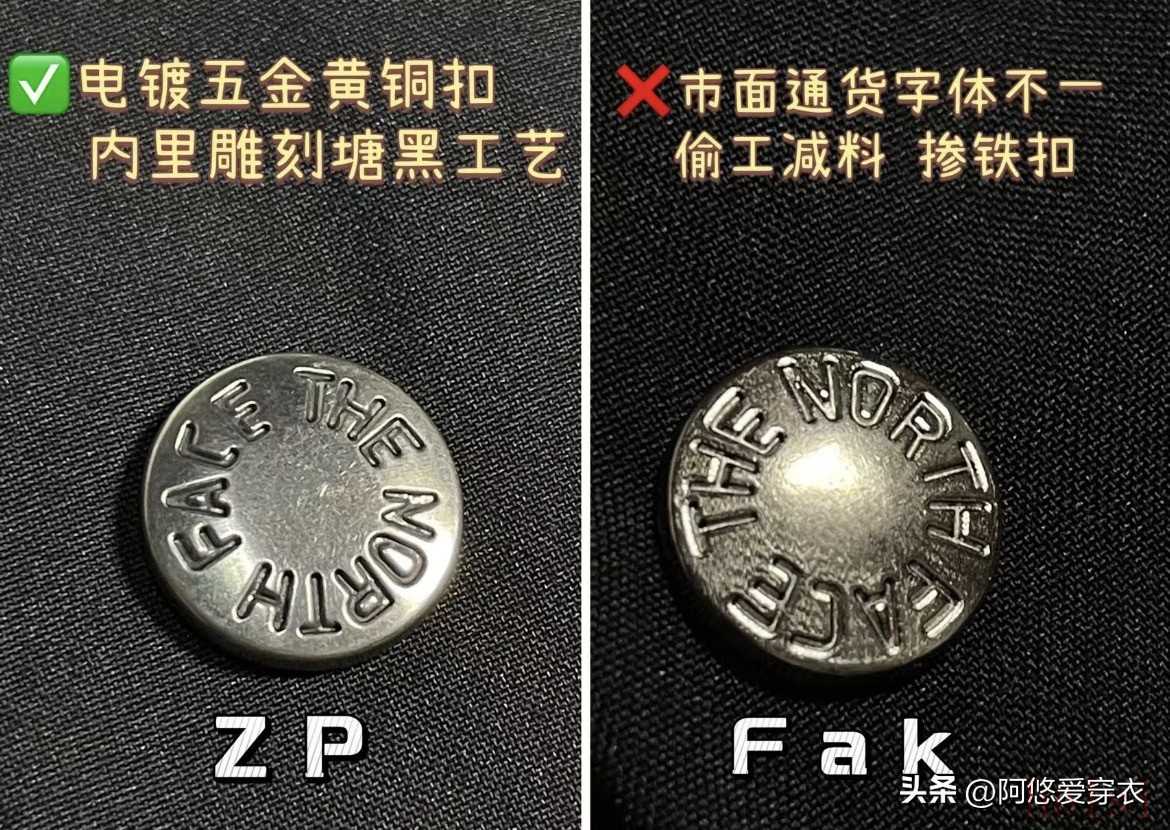 ✅电镀五金黄铜扣
内里雕刻塘黑工艺
❌市面通货字体不一
偷工减料 掺铁扣
THE NORTH FACE
THE NORTH FACE
ZP
Fak
头条 @阿悠爱穿衣